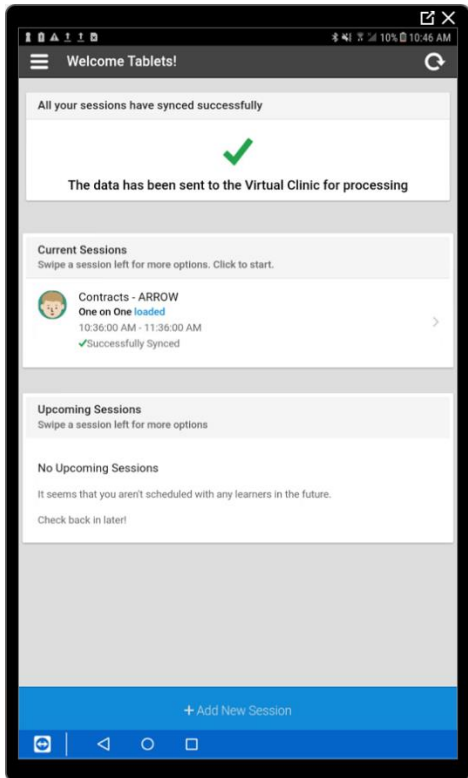 10% 10:46 AM
Welcome Tablets!
All your sessions have synced successfully
The data has been sent to the Virtual Clinic for processing
Current Sessions
Swipe a session left for more options. Click to start.
Contracts - ARROW
One on One loaded
10:36:00 AM - 11:36:00 AM
Successfully Synced
Upcoming Sessions
Swipe a session left for more options
No Upcoming Sessions
It seems that you aren't scheduled with any learners in the future.
Check back in later!
+ Add New Session